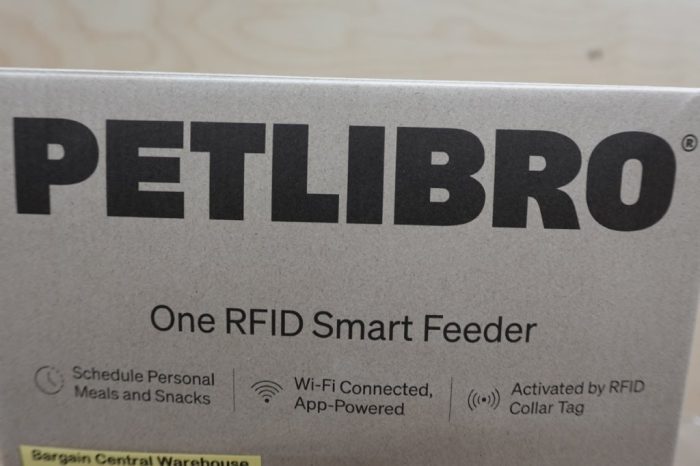 PETLIBRO®
One RFID Smart Feeder
Schedule Personal
Meals and Snacks
Wi-Fi Connected,
App-Powered
Activated by RFID
Collar Tag
Bargain Central Warehouse